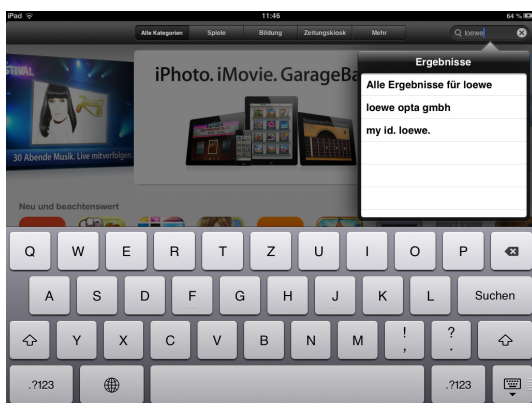 iPad 11:46 64 %
Alle Kategorien Spiele Bildung Zeitungskiosk Mehr loewe
Ergebnisse
Alle Ergebnisse für loewe
loewe opta gmbh
my id. loewe.
STIVAL
iPhoto. iMovie. GarageBa
30 Abende Musik. Live mitverfolgen,
Neu und beachtenswert
Q W E R T Z U I O P
A S D F G H J K L Suchen
Y X C V B N M ! , ? .
.?123 .?123